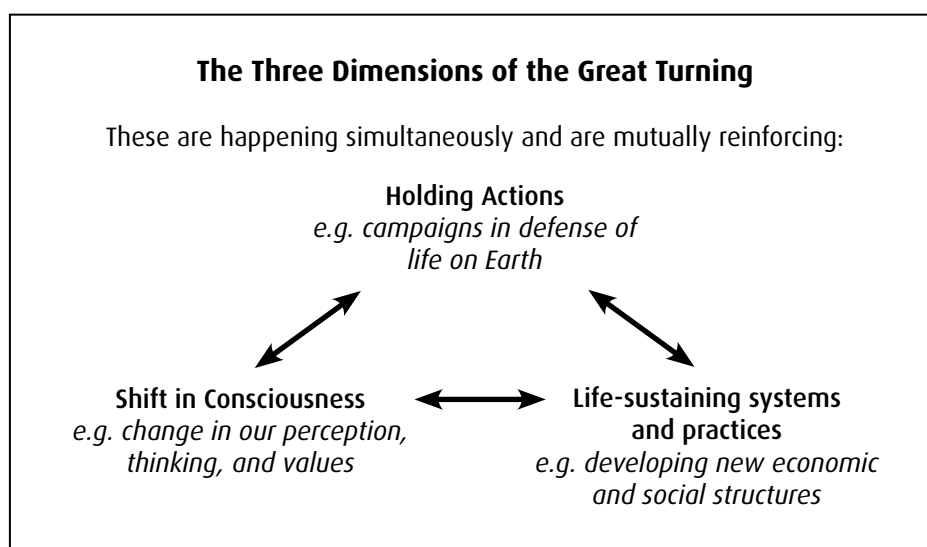 The Three Dimensions of the Great Turning
These are happening simultaneously and are mutually reinforcing:
Holding Actions
e.g. campaigns in defense of
life on Earth
Shift in Consciousness
e.g. change in our perception,
thinking, and values
Life-sustaining systems
and practices
e.g. developing new economic
and social structures